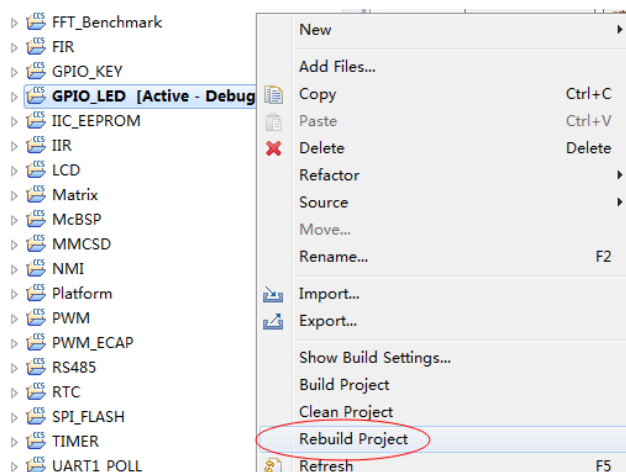 FFT_Benchmark
FIR
GPIO_KEY
GPIO_LED [Active - Debug
IIC_EEPROM
IIR
LCD
Matrix
McBSP
MMCSD
NMI
Platform
PWM
PWM_ECAP
RS485
RTC
SPI_FLASH
TIMER
UART1_POLL
New
Add Files...
Copy Ctrl+C
Paste Ctrl+V
Delete Delete
Refactor
Source
Move...
Rename... F2
Import...
Export...
Show Build Settings...
Build Project
Clean Project
Rebuild Project
Refresh F5